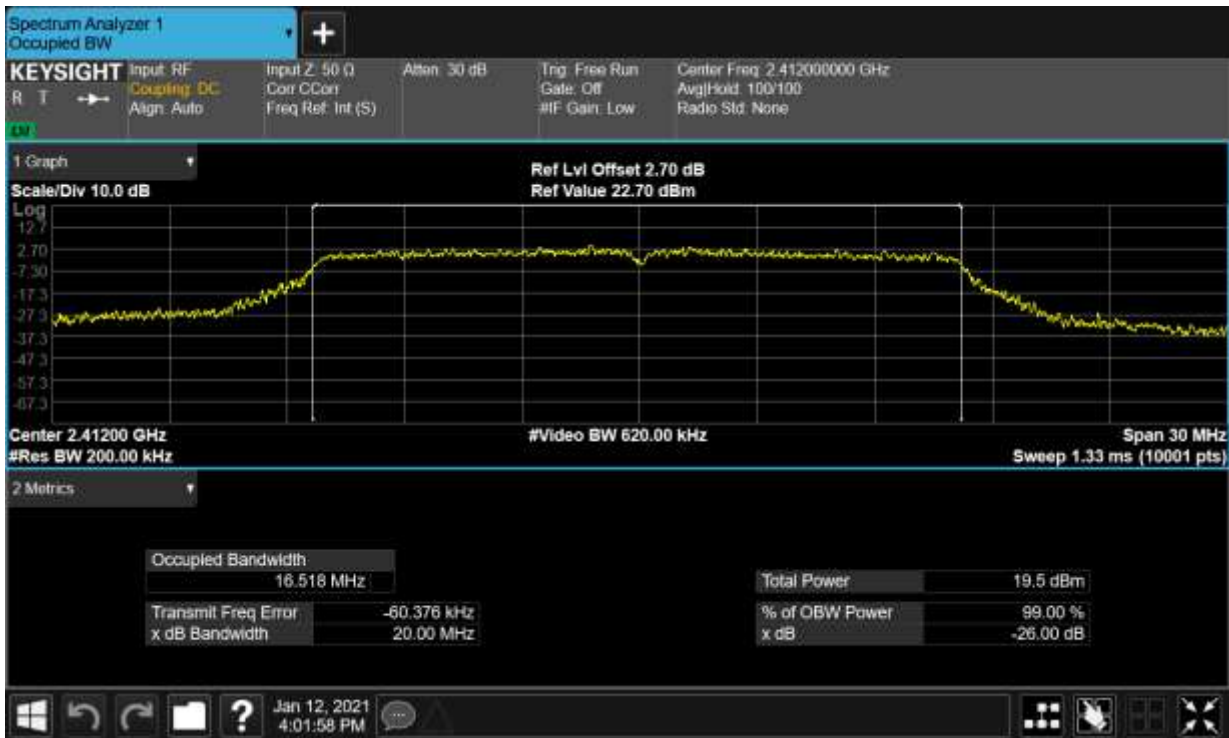 Spectrum Analyzer 1
Occupied BW
+
KEYSIGHT
R T
Input: RF
Coupling: DC
Align: Auto
Input Z: 50 Ω
Corr CCorr
Freq Ref: Int (S)
Atten: 30 dB
Trig: Free Run
Gate: Off
#IF Gain: Low
Center Freq: 2.412000000 GHz
Avg|Hold: 100/100
Radio Std: None
1 Graph
Scale/Div 10.0 dB
Ref Lvl Offset 2.70 dB
Ref Value 22.70 dBm
Log
12.7
2.70
-7.30
-17.3
-27.3
-37.3
-47.3
-57.3
-67.3
Center 2.41200 GHz
#Res BW 200.00 kHz
#Video BW 620.00 kHz
Span 30 MHz
Sweep 1.33 ms (10001 pts)
2 Metrics
Occupied Bandwidth
16.518 MHz
Transmit Freq Error -60.376 kHz
x dB Bandwidth 20.00 MHz
Total Power 19.5 dBm
% of OBW Power 99.00 %
x dB -26.00 dB
?
Jan 12, 2021
4:01:58 PM